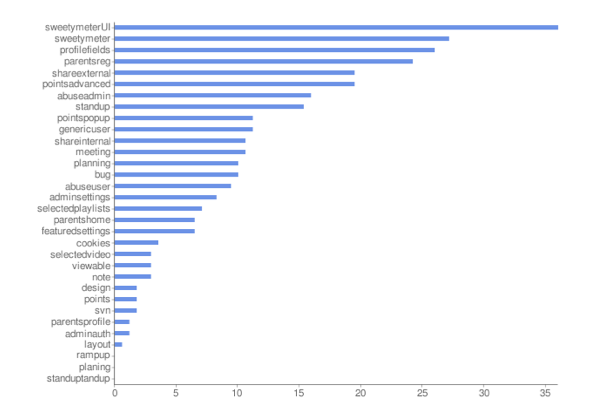 sweetymeterUI
sweetymeter
profilefields
parentsreg
shareexternal
pointsadvanced
abuseadmin
standup
pointspopup
genericuser
shareinternal
meeting
planning
bug
abuseuser
adminsettings
selectedplaylists
parentshome
featuredsettings
cookies
selectedvideo
viewable
note
design
points
svn
parentsprofile
adminauth
layout
rampup
planing
standuptandup
0 5 10 15 20 25 30 35